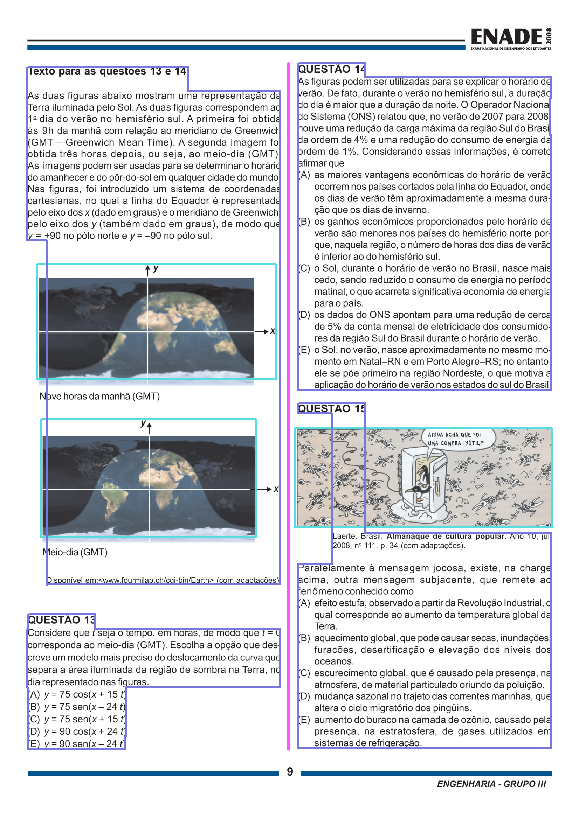 ENADE 2008
EXAME NACIONAL DE DESEMPENHO DOS ESTUDANTES
Texto para as questões 13 e 14
As duas figuras abaixo mostram uma representação da
Terra iluminada pelo Sol. As duas figuras correspondem ao
1º dia do verão no hemisfério sul. A primeira foi obtida
às 9h da manhã com relação ao meridiano de Greenwich
(GMT – Greenwich Mean Time). A segunda imagem foi
obtida três horas depois, ou seja, ao meio-dia (GMT).
As imagens podem ser usadas para se determinar o horário
do amanhecer e do pôr-do-sol em qualquer cidade do mundo.
Nas figuras, foi introduzido um sistema de coordenadas
cartesianas, no qual a linha do Equador é representada
pelo eixo dos x (dado em graus) e o meridiano de Greenwich,
pelo eixo dos y (também dado em graus), de modo que
y = +90 no pólo norte e y = –90 no pólo sul.
y
x
Nove horas da manhã (GMT)
y
x
Meio-dia (GMT)
Disponível em:<www.fourmilab.ch/cgi-bin/Earth> (com adaptações)
QUESTÃO 13
Considere que t seja o tempo, em horas, de modo que t = 0
corresponda ao meio-dia (GMT). Escolha a opção que des-
creve um modelo mais preciso do deslocamento da curva que
separa a área iluminada da região de sombra na Terra, no
dia representado nas figuras.
(A) y = 75 cos(x + 15 t)
(B) y = 75 sen(x – 24 t)
(C) y = 75 sen(x + 15 t)
(D) y = 90 cos(x + 24 t)
(E) y = 90 sen(x – 24 t)
QUESTÃO 14
As figuras podem ser utilizadas para se explicar o horário de
verão. De fato, durante o verão no hemisfério sul, a duração
do dia é maior que a duração da noite. O Operador Nacional
do Sistema (ONS) relatou que, no verão de 2007 para 2008,
houve uma redução da carga máxima da região Sul do Brasil
da ordem de 4% e uma redução do consumo de energia da
ordem de 1%. Considerando essas informações, é correto
afirmar que
(A) as maiores vantagens econômicas do horário de verão
ocorrem nos países cortados pela linha do Equador, onde
os dias de verão têm aproximadamente a mesma dura-
ção que os dias de inverno.
(B) os ganhos econômicos proporcionados pelo horário de
verão são menores nos países do hemisfério norte por-
que, naquela região, o número de horas dos dias de verão
é inferior ao do hemisfério sul.
(C) o Sol, durante o horário de verão no Brasil, nasce mais
cedo, sendo reduzido o consumo de energia no período
matinal, o que acarreta significativa economia de energia
para o país.
(D) os dados do ONS apontam para uma redução de cerca
de 5% da conta mensal de eletricidade dos consumido-
res da região Sul do Brasil durante o horário de verão.
(E) o Sol, no verão, nasce aproximadamente no mesmo mo-
mento em Natal–RN e em Porto Alegre–RS; no entanto,
ele se põe primeiro na região Nordeste, o que motiva a
aplicação do horário de verão nos estados do sul do Brasil.
QUESTÃO 15
AINDA ACHA QUE FOI
UMA COMPRA INÚTIL?
Laerte. Brasil. Almanaque de cultura popular. Ano 10, jul.
2008, nº 111, p. 34 (com adaptações).
Paralelamente à mensagem jocosa, existe, na charge
acima, outra mensagem subjacente, que remete ao
fenômeno conhecido como
(A) efeito estufa, observado a partir da Revolução Industrial, o
qual corresponde ao aumento da temperatura global da
Terra.
(B) aquecimento global, que pode causar secas, inundações,
furacões, desertificação e elevação dos níveis dos
oceanos.
(C) escurecimento global, que é causado pela presença, na
atmosfera, de material particulado oriundo da poluição.
(D) mudança sazonal no trajeto das correntes marinhas, que
altera o ciclo migratório dos pingüins.
(E) aumento do buraco na camada de ozônio, causado pela
presença, na estratosfera, de gases utilizados em
sistemas de refrigeração.
9
ENGENHARIA - GRUPO III